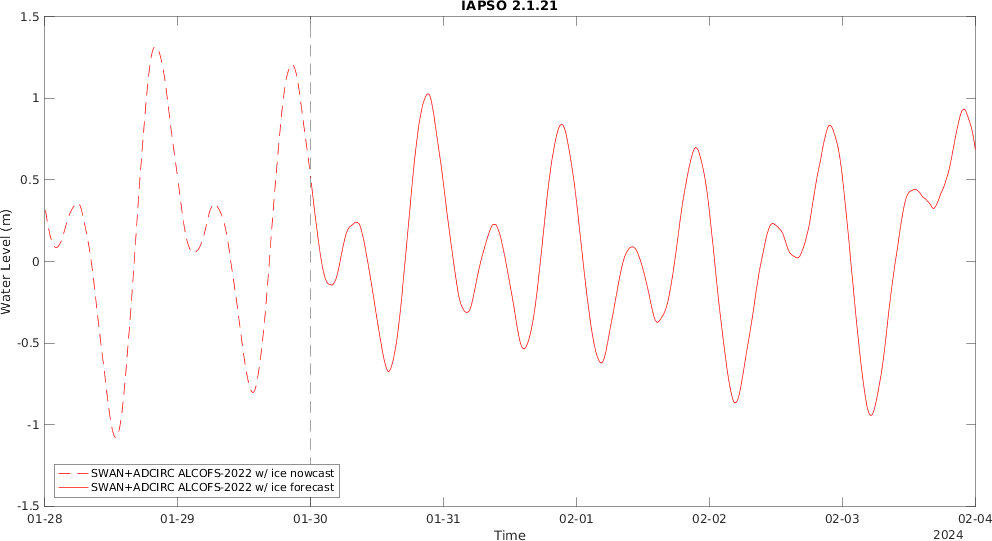 IAPSO 2.1.21
1.5
1
0.5
0
-0.5
-1
-1.5
Water Level (m)
SWAN+ADCIRC ALCOFS-2022 w/ ice nowcast
SWAN+ADCIRC ALCOFS-2022 w/ ice forecast
01-28 01-29 01-30 01-31 02-01 02-02 02-03 02-04
Time
2024